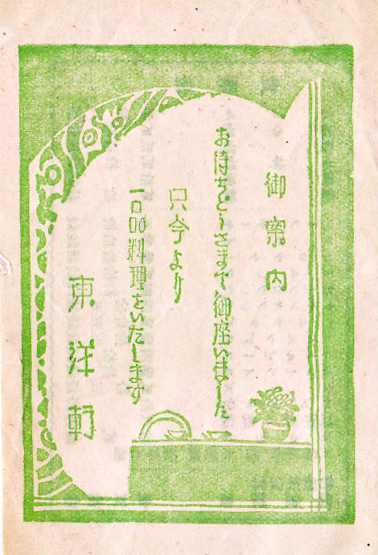 御案内
お待ちどうさまで御座いました
只今より
一品料理をいたします
東洋軒